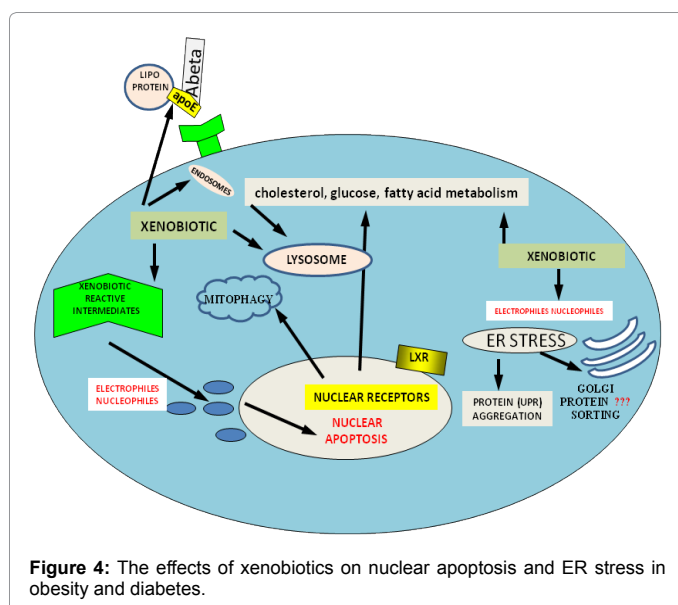 LIPO
PROTEIN
apoE
Abeta
ENDOSOMES
cholesterol, glucose, fatty acid metabolism
XENOBIOTIC
LYSOSOME
XENOBIOTIC
XENOBIOTIC
REACTIVE
INTERMEDIATES
MITOPHAGY
ELECTROPHILES NUCLEOPHILES
ER STRESS
LXR
ELECTROPHILES
NUCLEOPHILES
NUCLEAR RECEPTORS
NUCLEAR
APOPTOSIS
PROTEIN (UPR)
AGGREGATION
GOLGI
PROTEIN ???
SORTING
Figure 4: The effects of xenobiotics on nuclear apoptosis and ER stress in
obesity and diabetes.